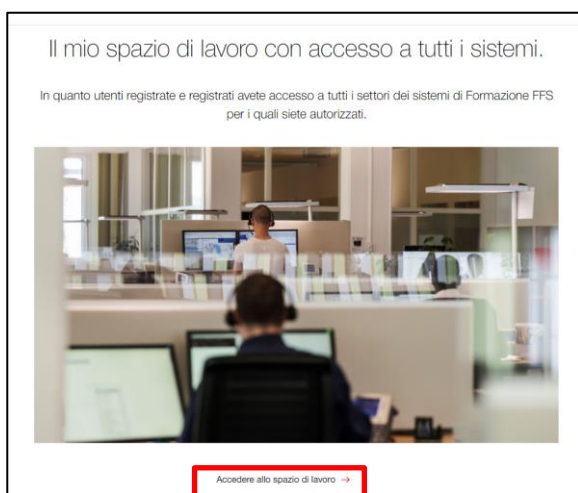 Il mio spazio di lavoro con accesso a tutti i sistemi.
In quanto utenti registrate e registrati avete accesso a tutti i settori dei sistemi di Formazione FFS
per i quali siete autorizzati.
Accedere allo spazio di lavoro →